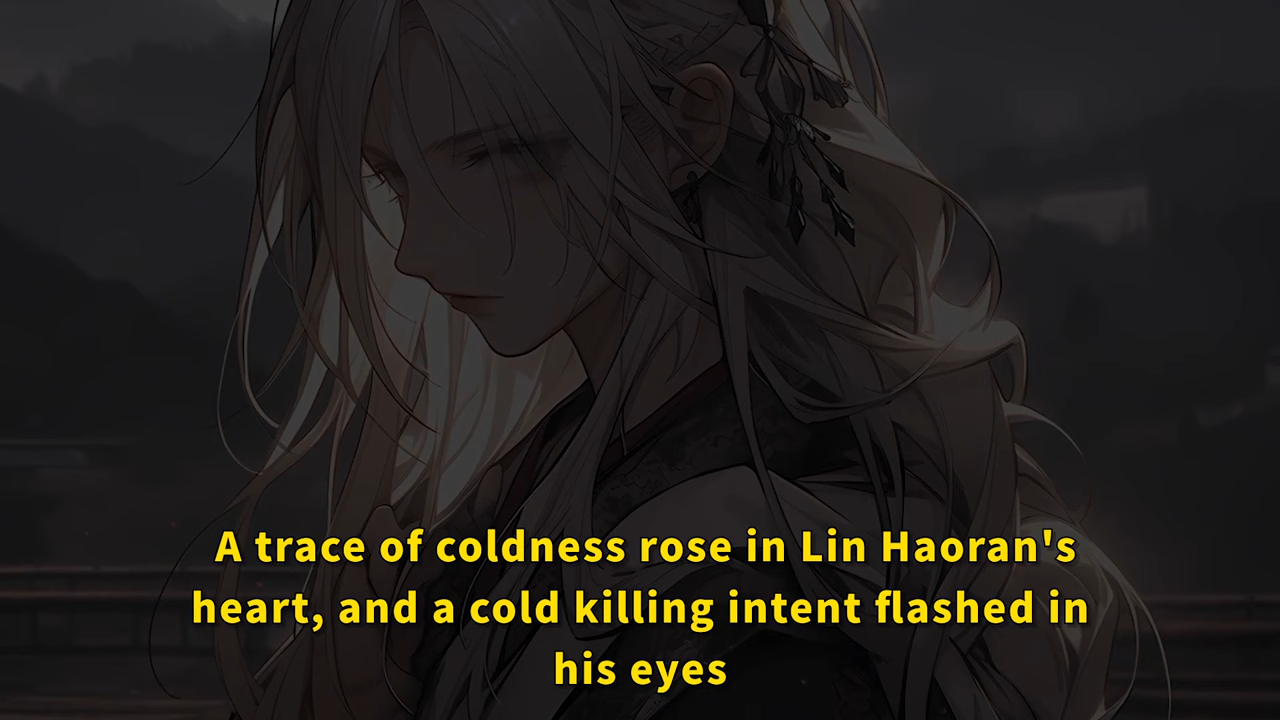 A trace of coldness rose in Lin Haoran's
heart, and a cold killing intent flashed in
his eyes